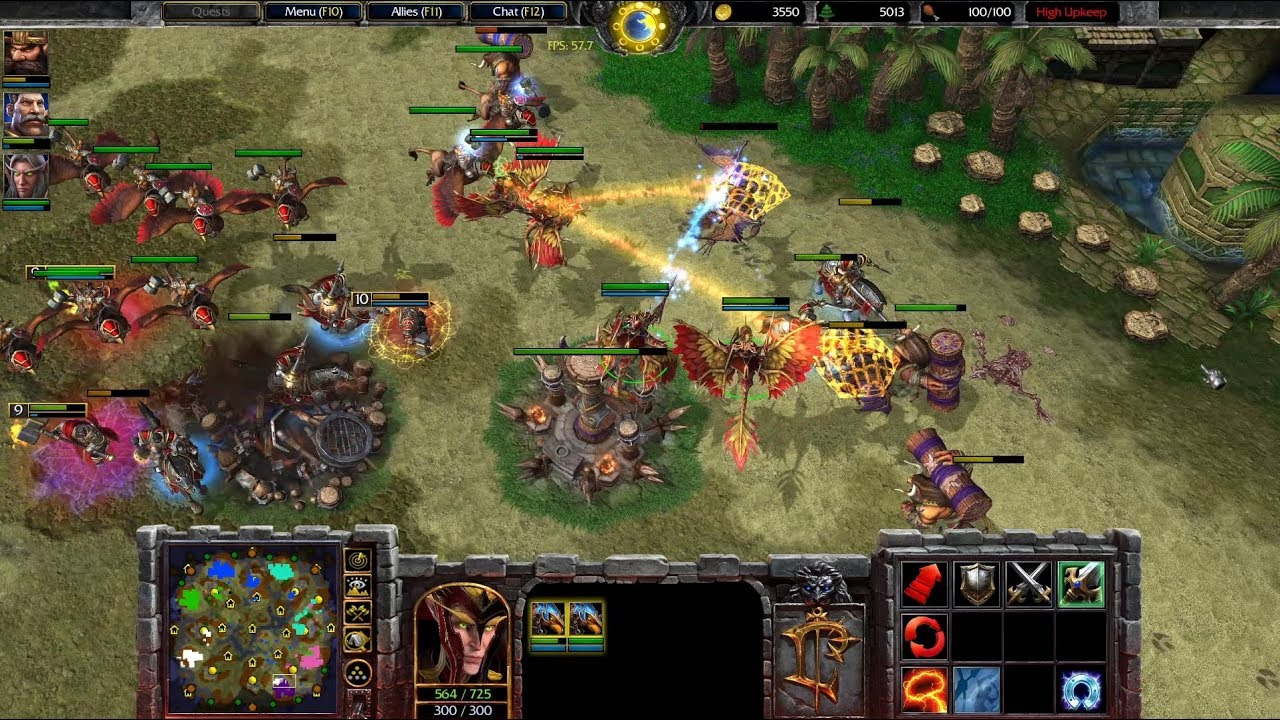 Quests Menu (F10) Allies (F11) Chat (F12) 3550 5013 100/100 High Upkeep
FPS: 57.7
10
9
564 / 725
300 / 300